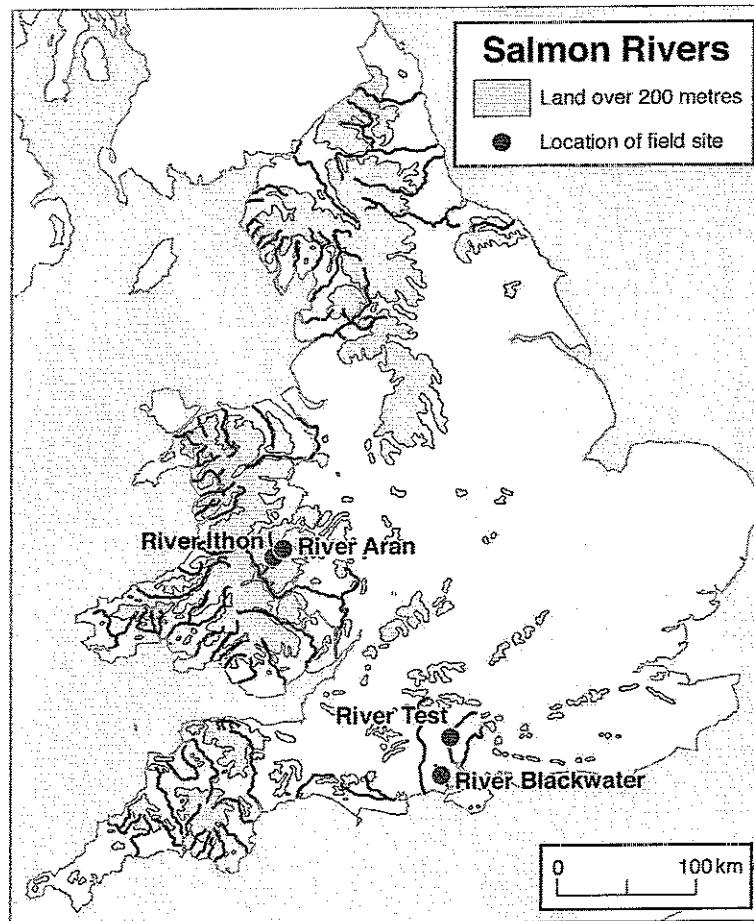 Salmon Rivers
Land over 200 metres
Location of field site
River Ithon
River Aran
River Test
River Blackwater
0 100 km